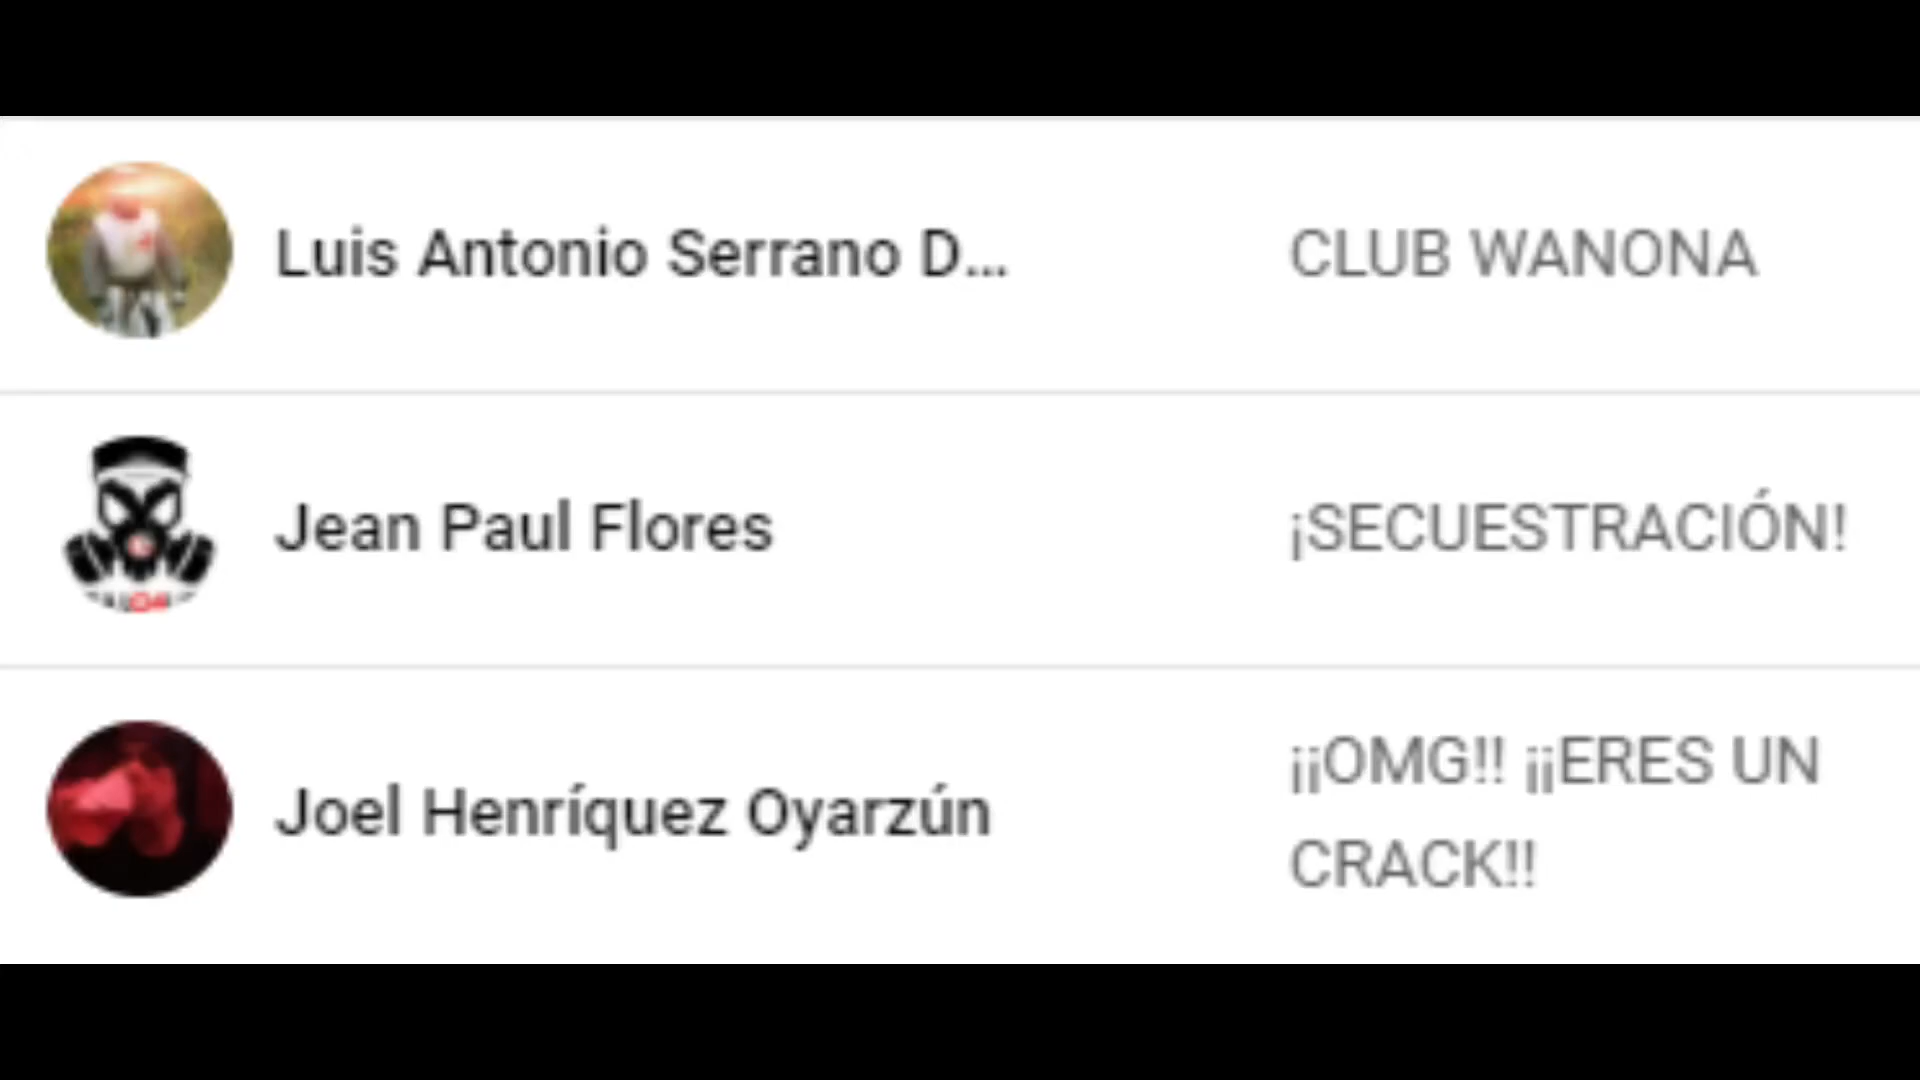 Luis Antonio Serrano D...
CLUB WANONA
Jean Paul Flores
¡SECUESTRACIÓN!
Joel Henríquez Oyarzún
¡¡OMG!! ¡¡ERES UN
CRACK!!